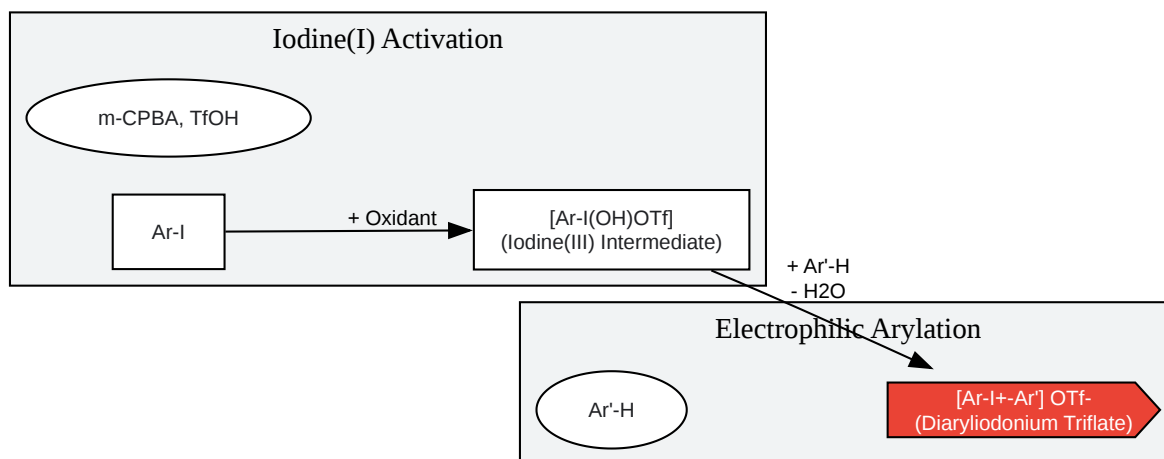 Iodine(I) Activation
m-CPBA, TfOH
Ar-I
+ Oxidant
[Ar-I(OH)OTf]
(Iodine(III) Intermediate)
+ Ar'-H
- H2O
Electrophilic Arylation
Ar'-H
[Ar-I+-Ar'] OTf-
(Diaryliodonium Triflate)